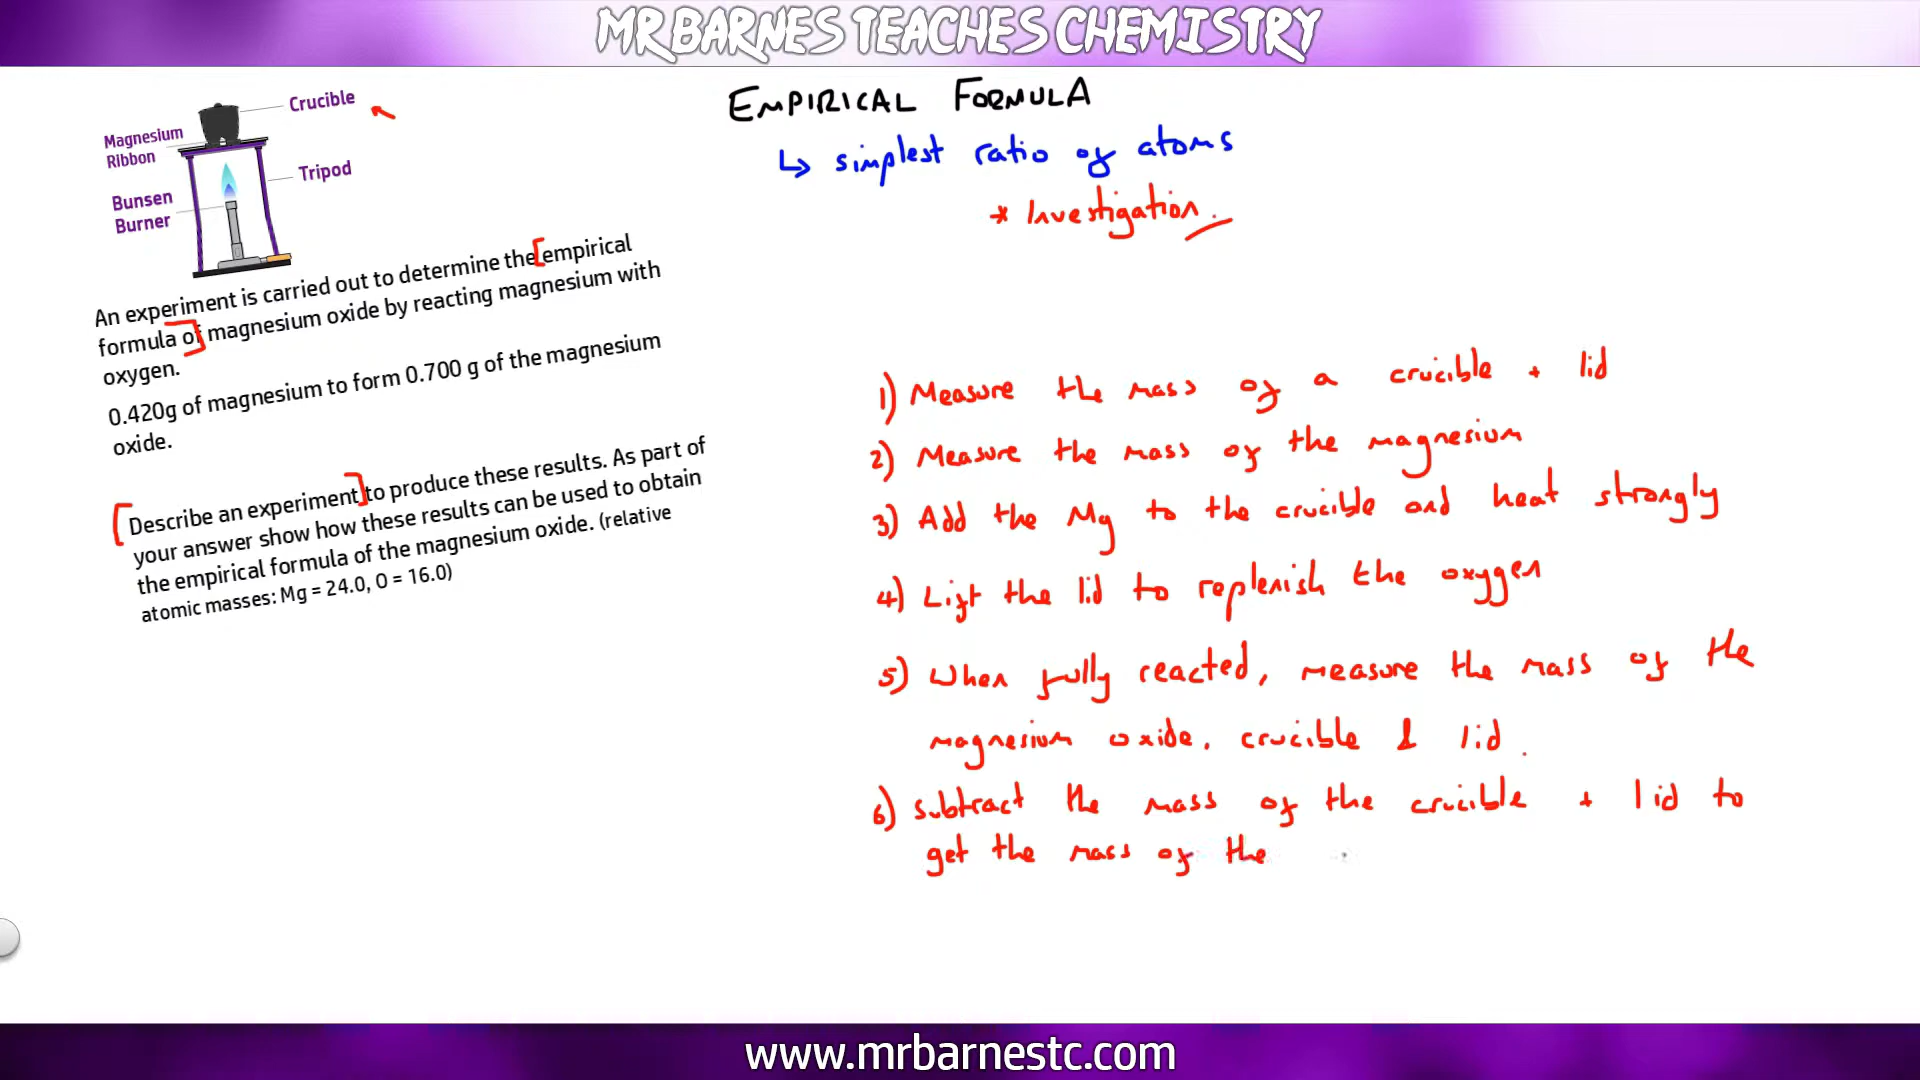 MR BARNES TEACHES CHEMISTRY
Crucible
Magnesium
Ribbon
Tripod
Bunsen
Burner
An experiment is carried out to determine the empirical
formula of magnesium oxide by reacting magnesium with
oxygen.
0.420g of magnesium to form 0.700 g of the magnesium
oxide.
Describe an experiment to produce these results. As part of
your answer show how these results can be used to obtain
the empirical formula of the magnesium oxide. (relative
atomic masses: Mg = 24.0, O = 16.0)
EMPIRICAL FORMULA
↳ simplest ratio of atoms
* Investigation.
1) Measure the mass of a crucible + lid
2) Measure the mass of the magnesium
3) Add the Mg to the crucible and heat strongly
4) Lift the lid to replenish the oxygen
5) When fully reacted, measure the mass of the
magnesium oxide, crucible & lid.
6) subtract the mass of the crucible + lid to
get the mass of the
www.mrbarnestc.com